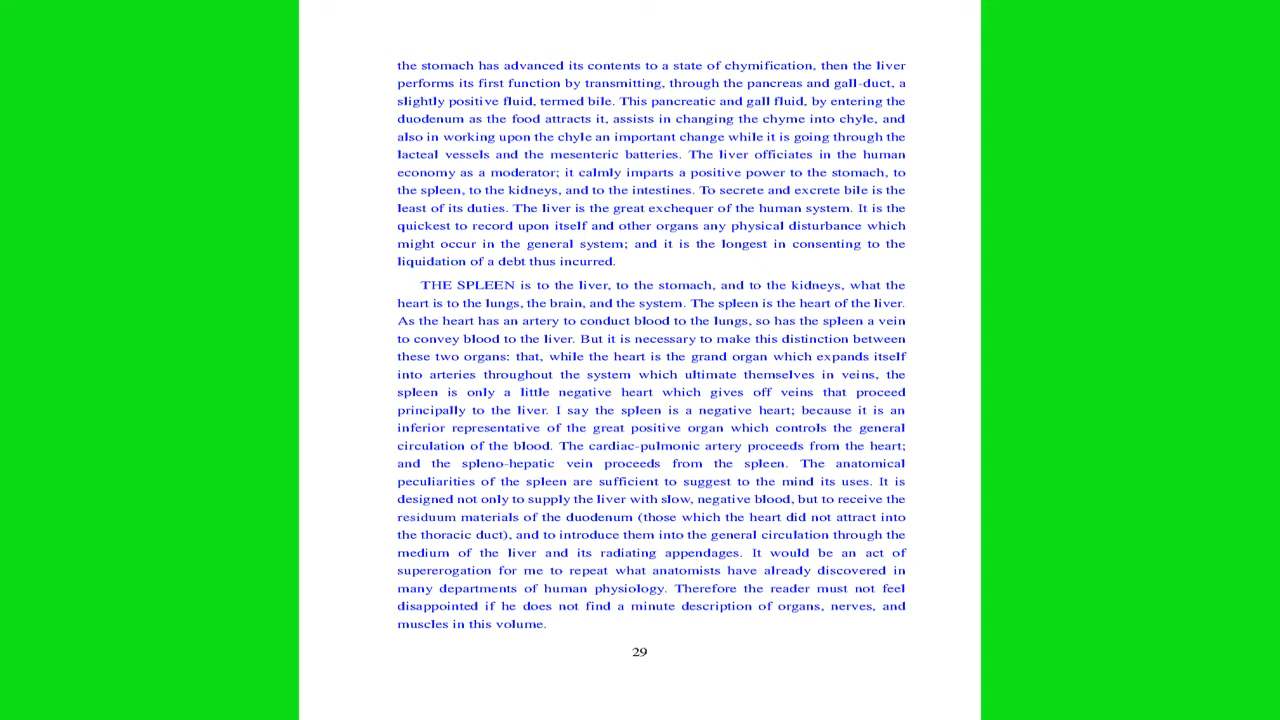 the stomach has advanced its contents to a state of chymification, then the liver
performs its first function by transmitting, through the pancreas and gall-duct, a
slightly positive fluid, termed bile. This pancreatic and gall fluid, by entering the
duodenum as the food attracts it, assists in changing the chyme into chyle, and
also in working upon the chyle an important change while it is going through the
lacteal vessels and the mesenteric batteries. The liver officiates in the human
economy as a moderator; it calmly imparts a positive power to the stomach, to
the spleen, to the kidneys, and to the intestines. To secrete and excrete bile is the
least of its duties. The liver is the great exchequer of the human system. It is the
quickest to record upon itself and other organs any physical disturbance which
might occur in the general system; and it is the longest in consenting to the
liquidation of a debt thus incurred.
THE SPLEEN is to the liver, to the stomach, and to the kidneys, what the
heart is to the lungs, the brain, and the system. The spleen is the heart of the liver.
As the heart has an artery to conduct blood to the lungs, so has the spleen a vein
to convey blood to the liver. But it is necessary to make this distinction between
these two organs: that, while the heart is the grand organ which expands itself
into arteries throughout the system which ultimate themselves in veins, the
spleen is only a little negative heart which gives off veins that proceed
principally to the liver. I say the spleen is a negative heart; because it is an
inferior representative of the great positive organ which controls the general
circulation of the blood. The cardiac-pulmonic artery proceeds from the heart;
and the spleno-hepatic vein proceeds from the spleen. The anatomical
peculiarities of the spleen are sufficient to suggest to the mind its uses. It is
designed not only to supply the liver with slow, negative blood, but to receive the
residuum materials of the duodenum (those which the heart did not attract into
the thoracic duct), and to introduce them into the general circulation through the
medium of the liver and its radiating appendages. It would be an act of
supererogation for me to repeat what anatomists have already discovered in
many departments of human physiology. Therefore the reader must not feel
disappointed if he does not find a minute description of organs, nerves, and
muscles in this volume.
29